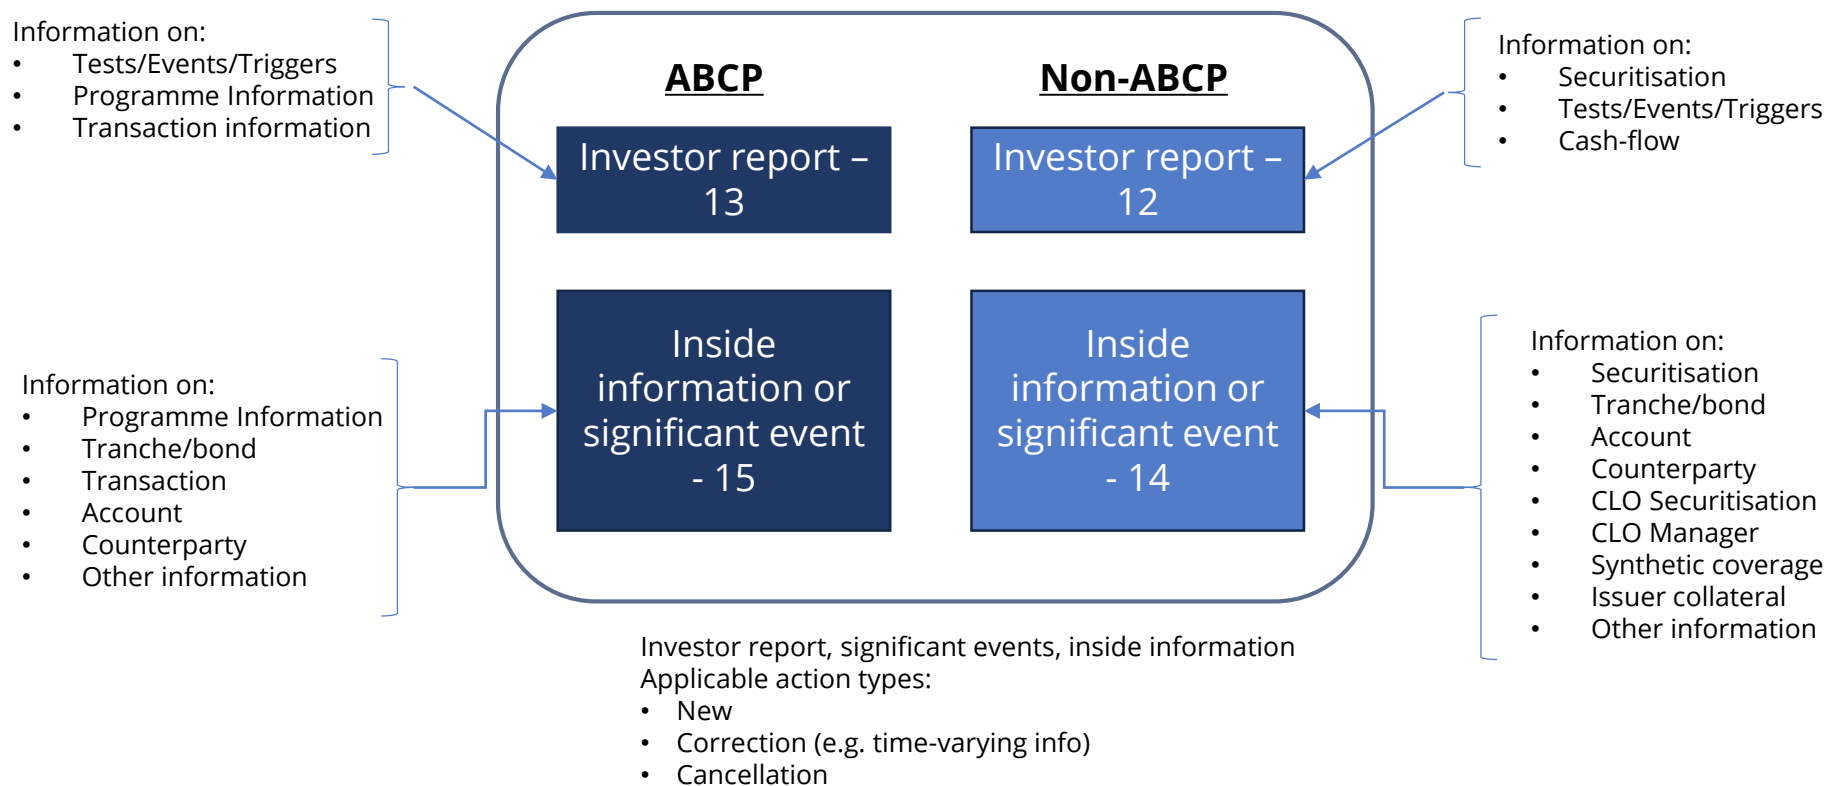 Information on:
• Tests/Events/Triggers
• Programme Information
• Transaction information
ABCP
Non-ABCP
Information on:
• Securitisation
• Tests/Events/Triggers
• Cash-flow
Investor report –
13
Investor report –
12
Information on:
• Programme Information
• Tranche/bond
• Transaction
• Account
• Counterparty
• Other information
Inside
information or
significant event
- 15
Inside
information or
significant event
- 14
Information on:
• Securitisation
• Tranche/bond
• Account
• Counterparty
• CLO Securitisation
• CLO Manager
• Synthetic coverage
• Issuer collateral
• Other information
Investor report, significant events, inside information
Applicable action types:
• New
• Correction (e.g. time-varying info)
• Cancellation